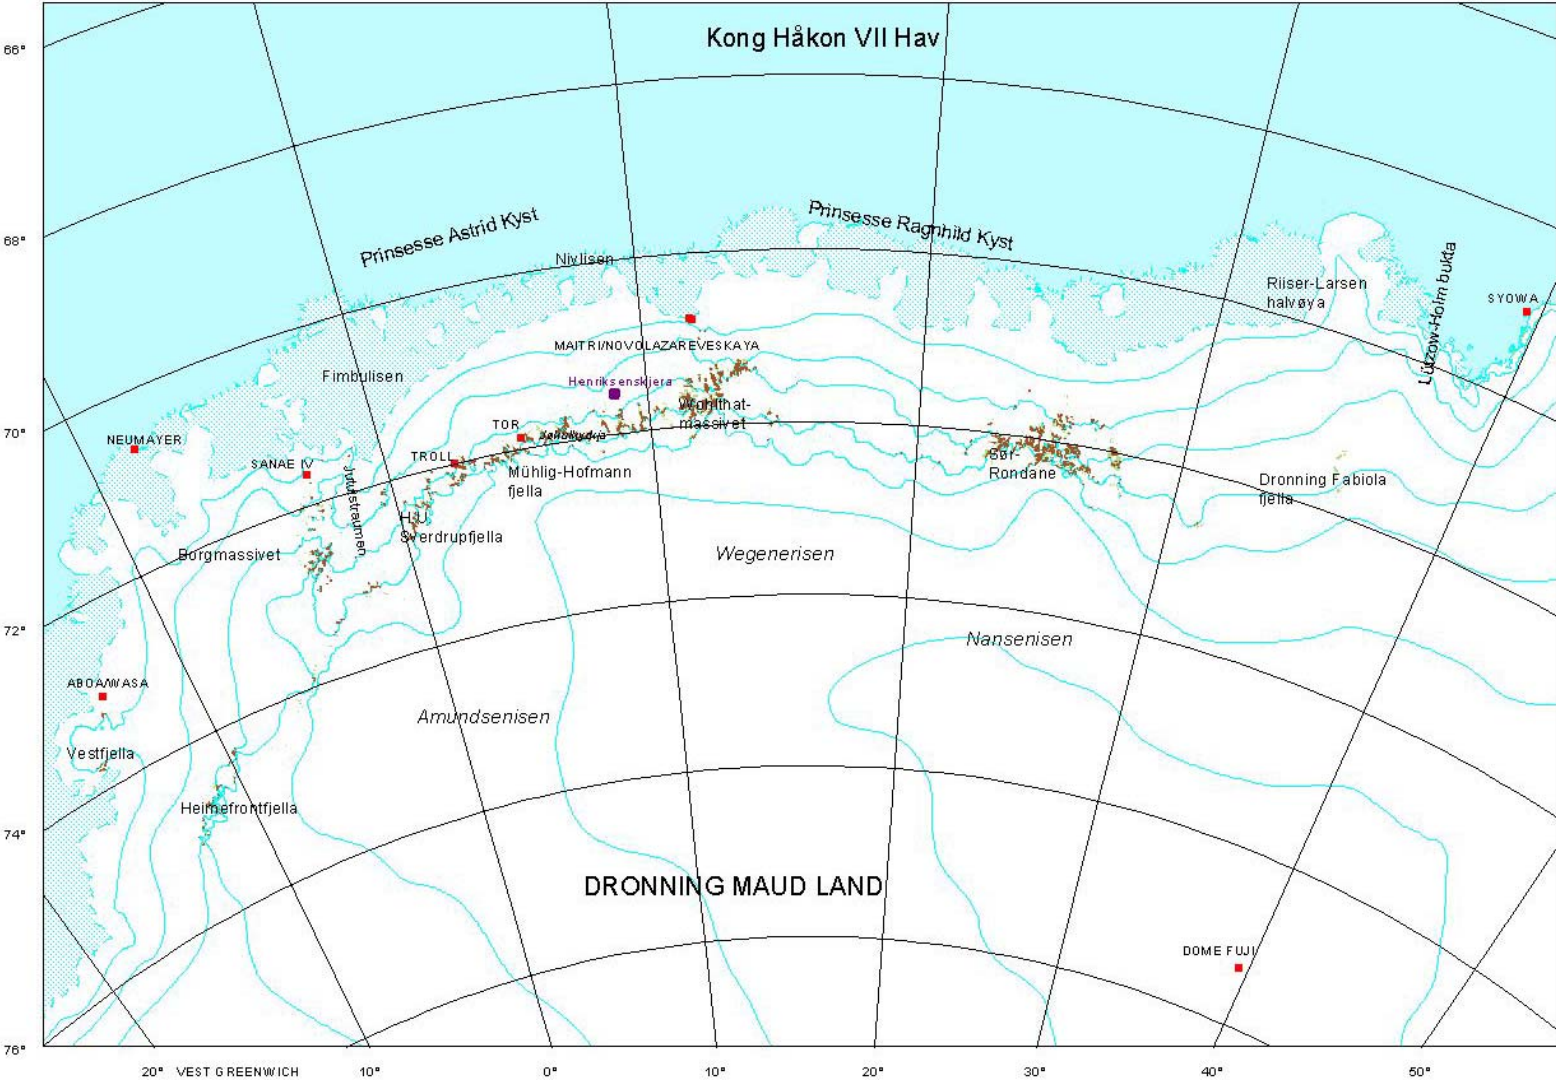 Kong Håkon VII Hav
66°
68°
Prinsesse Astrid Kyst
Prinsesse Ragnhild Kyst
Nivlisen
Riiser-Larsen
halvøya
Lützow-Holm bukta
SYOWA
MAITRI/NOVOLAZAREVESKAYA
Fimbulisen
Henriksenskjera
Wohlthat-
massivet
70°
NEUMAYER
TOR
SANAE IV
TROLL
Jutulstraumen
Mühlig-Hofmann
fjella
Sør-
Rondane
Dronning Fabiola
fjella
H.U.
Sverdrupfjella
Borgmassivet
Wegenerisen
72°
Nansenisen
ABOA/WASA
Amundsenisen
Vestfjella
Heimefrontfjella
74°
DRONNING MAUD LAND
DOME FUJI
76°
20° VEST GREENWICH 10° 0° 10° 20° 30° 40° 50°